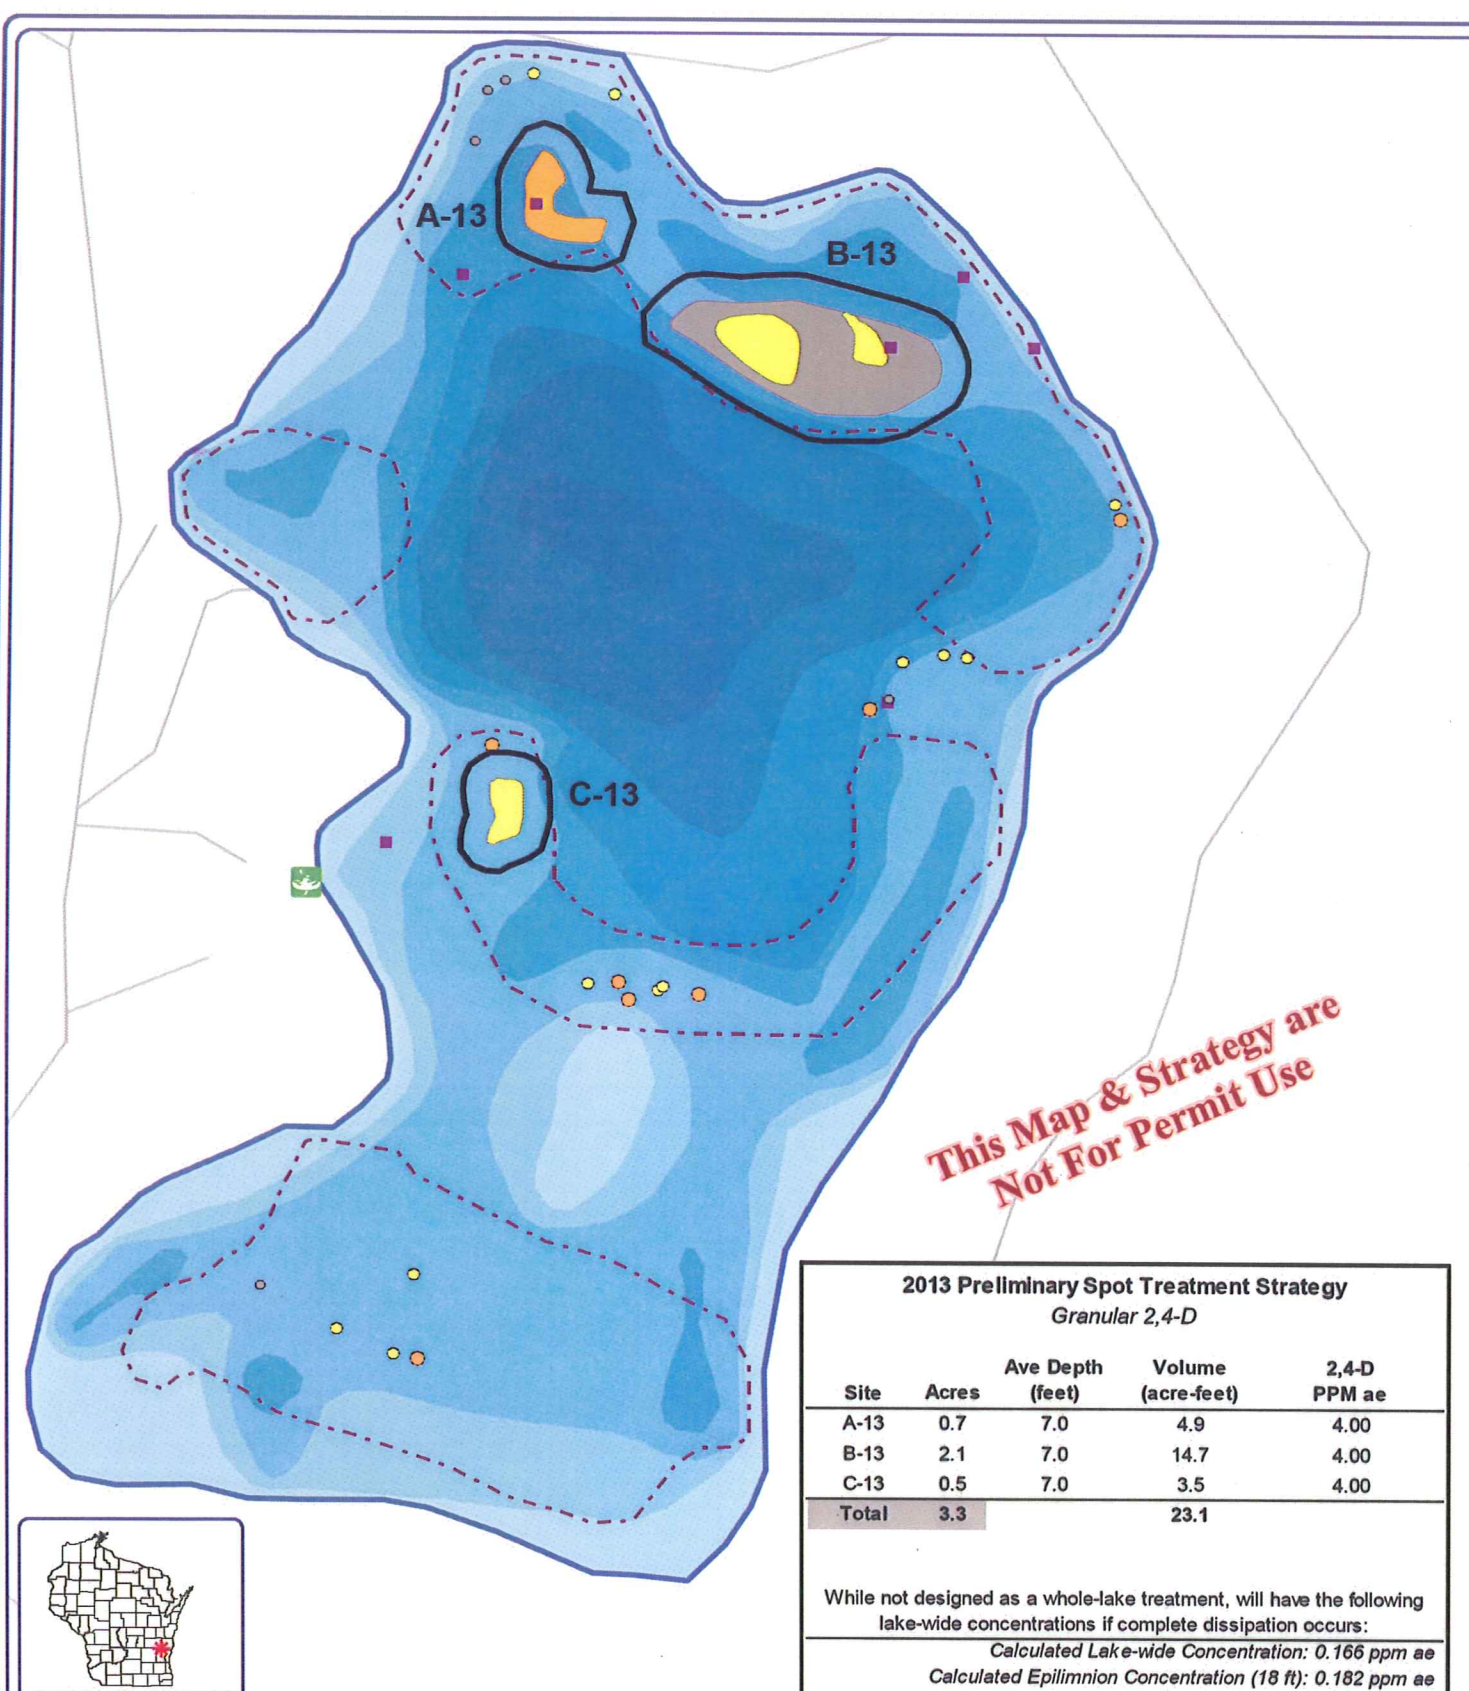 A-13
B-13
C-13
This Map & Strategy are
Not For Permit Use
2013 Preliminary Spot Treatment Strategy
Granular 2,4-D
Ave Depth Volume 2,4-D
Site Acres (feet) (acre-feet) PPM ae
A-13 0.7 7.0 4.9 4.00
B-13 2.1 7.0 14.7 4.00
C-13 0.5 7.0 3.5 4.00
Total 3.3 23.1
While not designed as a whole-lake treatment, will have the following
lake-wide concentrations if complete dissipation occurs:
Calculated Lake-wide Concentration: 0.166 ppm ae
Calculated Epilimnion Concentration (18 ft): 0.182 ppm ae